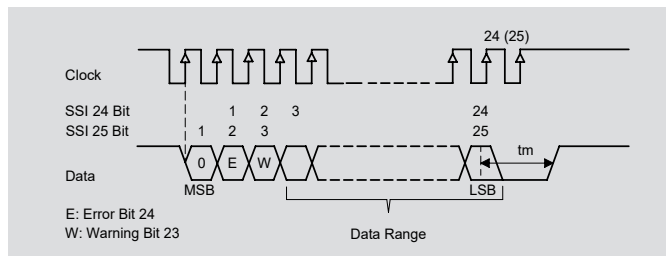 24 (25)
Clock
SSI 24 Bit 1 2 3 24
SSI 25 Bit 1 2 3 25
0 E W tm
Data
MSB LSB
E: Error Bit 24
W: Warning Bit 23
Data Range